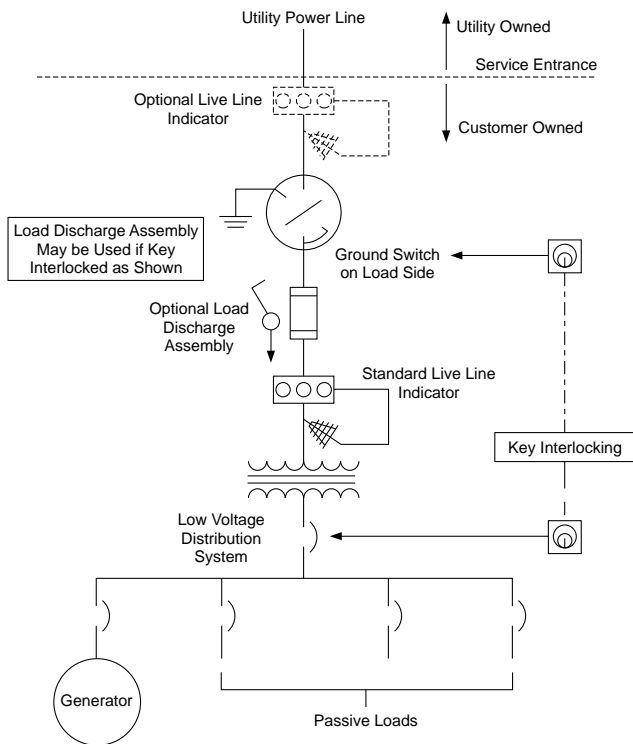 Utility Power Line
Utility Owned
Service Entrance
Optional Live Line
Indicator
Customer Owned
Load Discharge Assembly
May be Used if Key
Interlocked as Shown
Ground Switch
on Load Side
Optional Load
Discharge
Assembly
Standard Live Line
Indicator
Key Interlocking
Low Voltage
Distribution
System
Generator
Passive Loads